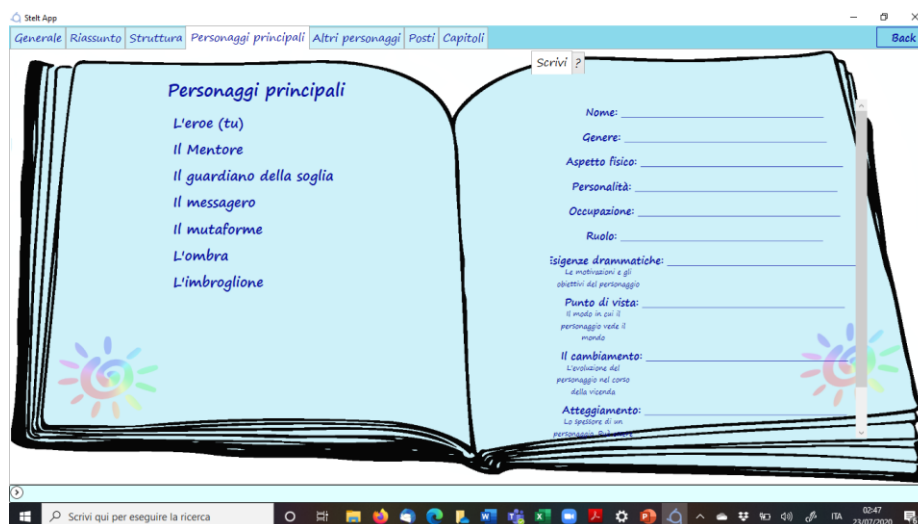 Stelt App
Generale Riassunto Struttura Personaggi principali Altri personaggi Posti Capitoli Back
Scrivi ?
Personaggi principali
L'eroe (tu)
Il Mentore
Il guardiano della soglia
Il messagero
Il mutaforme
L'ombra
L'imbroglione
Nome:
Genere:
Aspetto fisico:
Personalità:
Occupazione:
Ruolo:
sigenze drammatiche:
Le motivazioni e gli
obiettivi del personaggio
Punto di vista:
Il modo in cui il
personaggio vede il
mondo
Il cambiamento:
L'evoluzione del
personaggio nel corso
della vicenda
Atteggiamento:
Lo spessore di un
personaggio.
Scrivi qui per eseguire la ricerca
ITA
02:47
23/07/2020